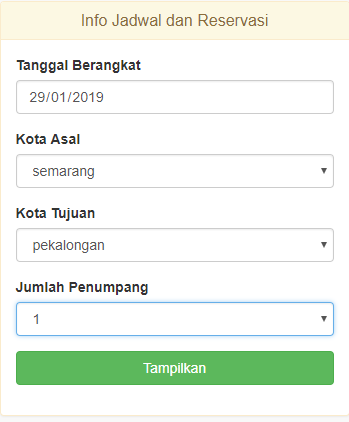 Info Jadwal dan Reservasi
Tanggal Berangkat
29/01/2019
Kota Asal
semarang
Kota Tujuan
pekalongan
Jumlah Penumpang
1
Tampilkan